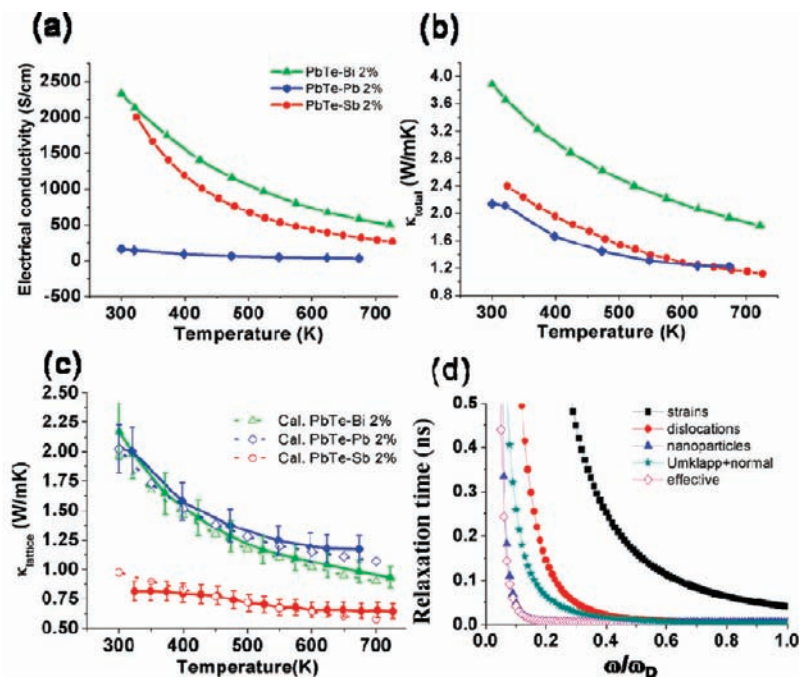 (a)
Electrical conductivity (S/cm)
2500
2000
1500
1000
500
0
-500
PbTe-Bi 2%
PbTe-Pb 2%
PbTe-Sb 2%
300 400 500 600 700
Temperature (K)
(b)
κtotal (W/mK)
4.0
3.6
3.2
2.8
2.4
2.0
1.6
1.2
0.8
300 400 500 600 700
Temperature (K)
(c)
κlattice (W/mK)
2.50
2.25
2.00
1.75
1.50
1.25
1.00
0.75
0.50
Cal. PbTe-Bi 2%
Cal. PbTe-Pb 2%
Cal. PbTe-Sb 2%
300 400 500 600 700
Temperature(K)
(d)
Relaxation time (ns)
0.5
0.4
0.3
0.2
0.1
0.0
strains
dislocations
nanoparticles
Umklapp+normal
effective
0.0 0.2 0.4 0.6 0.8 1.0
ω/ωD